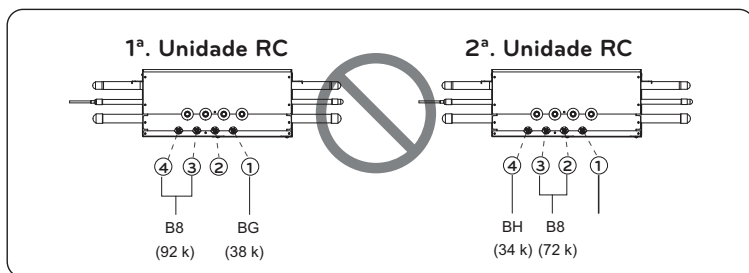 1ª. Unidade RC
2ª. Unidade RC
4 3 2 1
4 3 2 1
B8 BG
(92 k) (38 k)
BH B8
(34 k) (72 k)